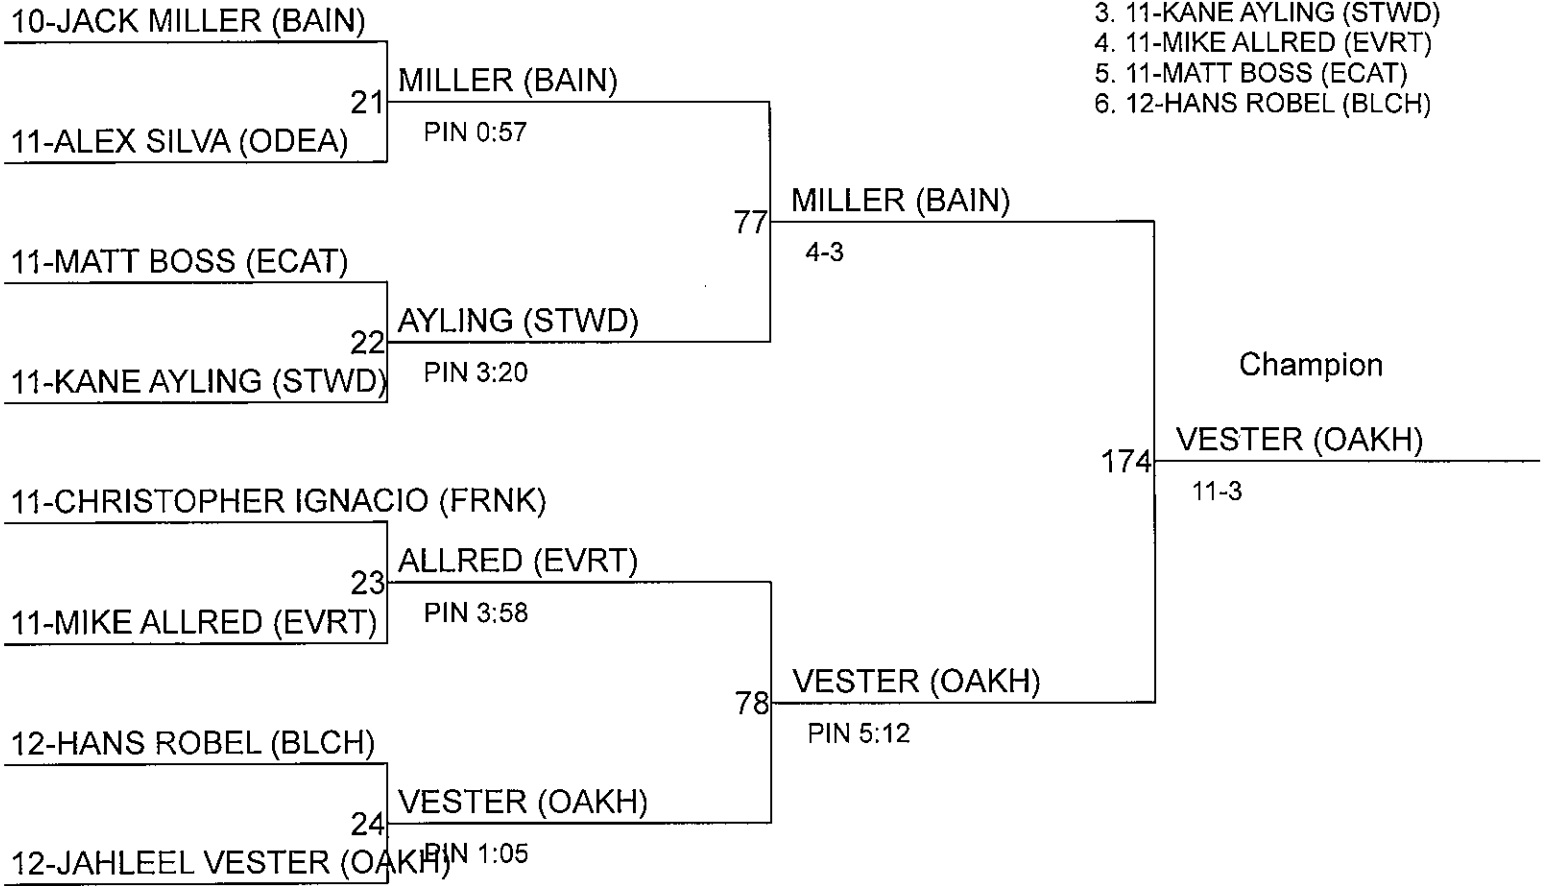 10-JACK MILLER (BAIN)
21
MILLER (BAIN)
PIN 0:57
11-ALEX SILVA (ODEA)
77
MILLER (BAIN)
4-3
11-MATT BOSS (ECAT)
22
AYLING (STWD)
PIN 3:20
11-KANE AYLING (STWD)
Champion
174
VESTER (OAKH)
11-3
11-CHRISTOPHER IGNACIO (FRNK)
23
ALLRED (EVRT)
PIN 3:58
11-MIKE ALLRED (EVRT)
78
VESTER (OAKH)
PIN 5:12
12-HANS ROBEL (BLCH)
24
VESTER (OAKH)
PIN 1:05
12-JAHLEEL VESTER (OAKH)
3. 11-KANE AYLING (STWD)
4. 11-MIKE ALLRED (EVRT)
5. 11-MATT BOSS (ECAT)
6. 12-HANS ROBEL (BLCH)